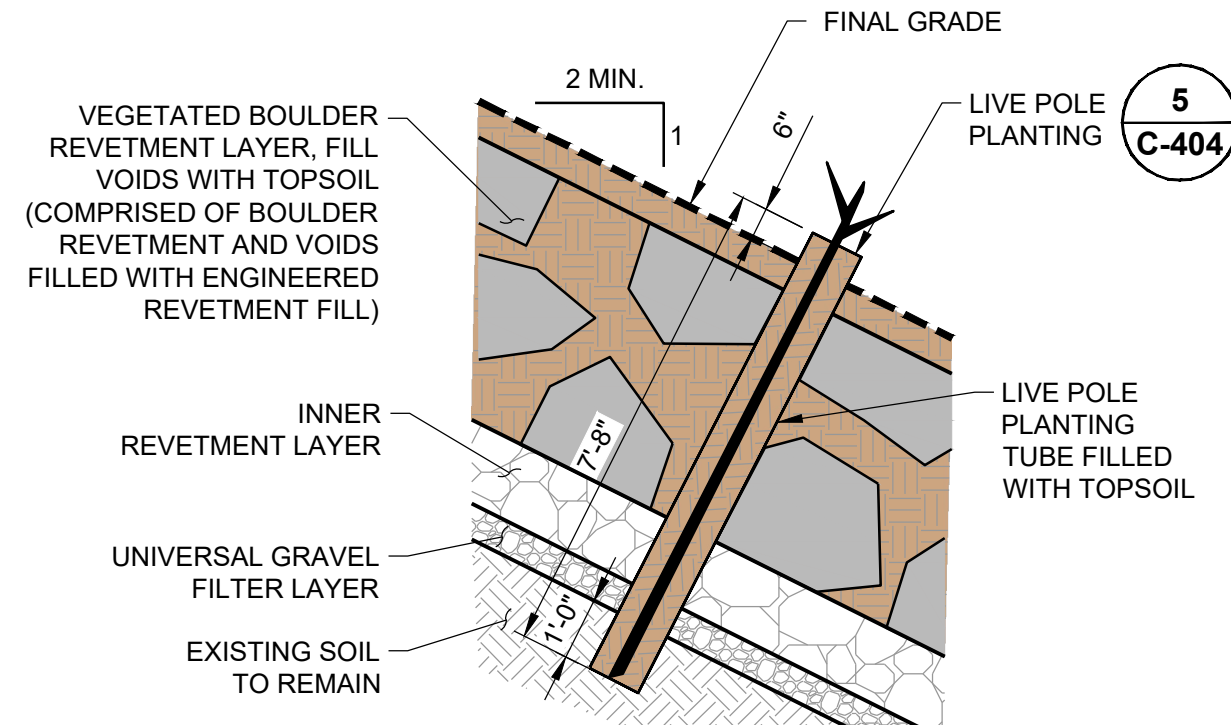 FINAL GRADE
2 MIN.
1
6"
LIVE POLE
PLANTING
5
C-404
VEGETATED BOULDER
REVETMENT LAYER, FILL
VOIDS WITH TOPSOIL
(COMPRISED OF BOULDER
REVETMENT AND VOIDS
FILLED WITH ENGINEERED
REVETMENT FILL)
INNER
REVETMENT LAYER
7'-8"
LIVE POLE
PLANTING
TUBE FILLED
WITH TOPSOIL
UNIVERSAL GRAVEL
FILTER LAYER
1'-0"
EXISTING SOIL
TO REMAIN